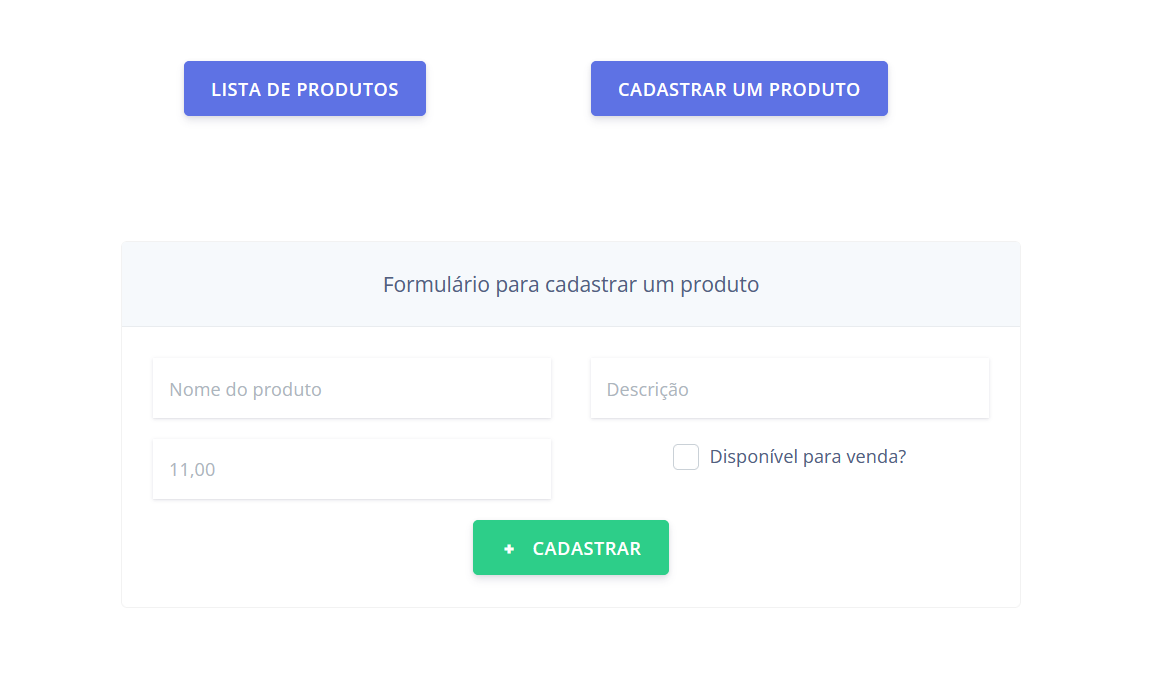 LISTA DE PRODUTOS
CADASTRAR UM PRODUTO
Formulário para cadastrar um produto
Nome do produto
Descrição
11,00
Disponível para venda?
+ CADASTRAR